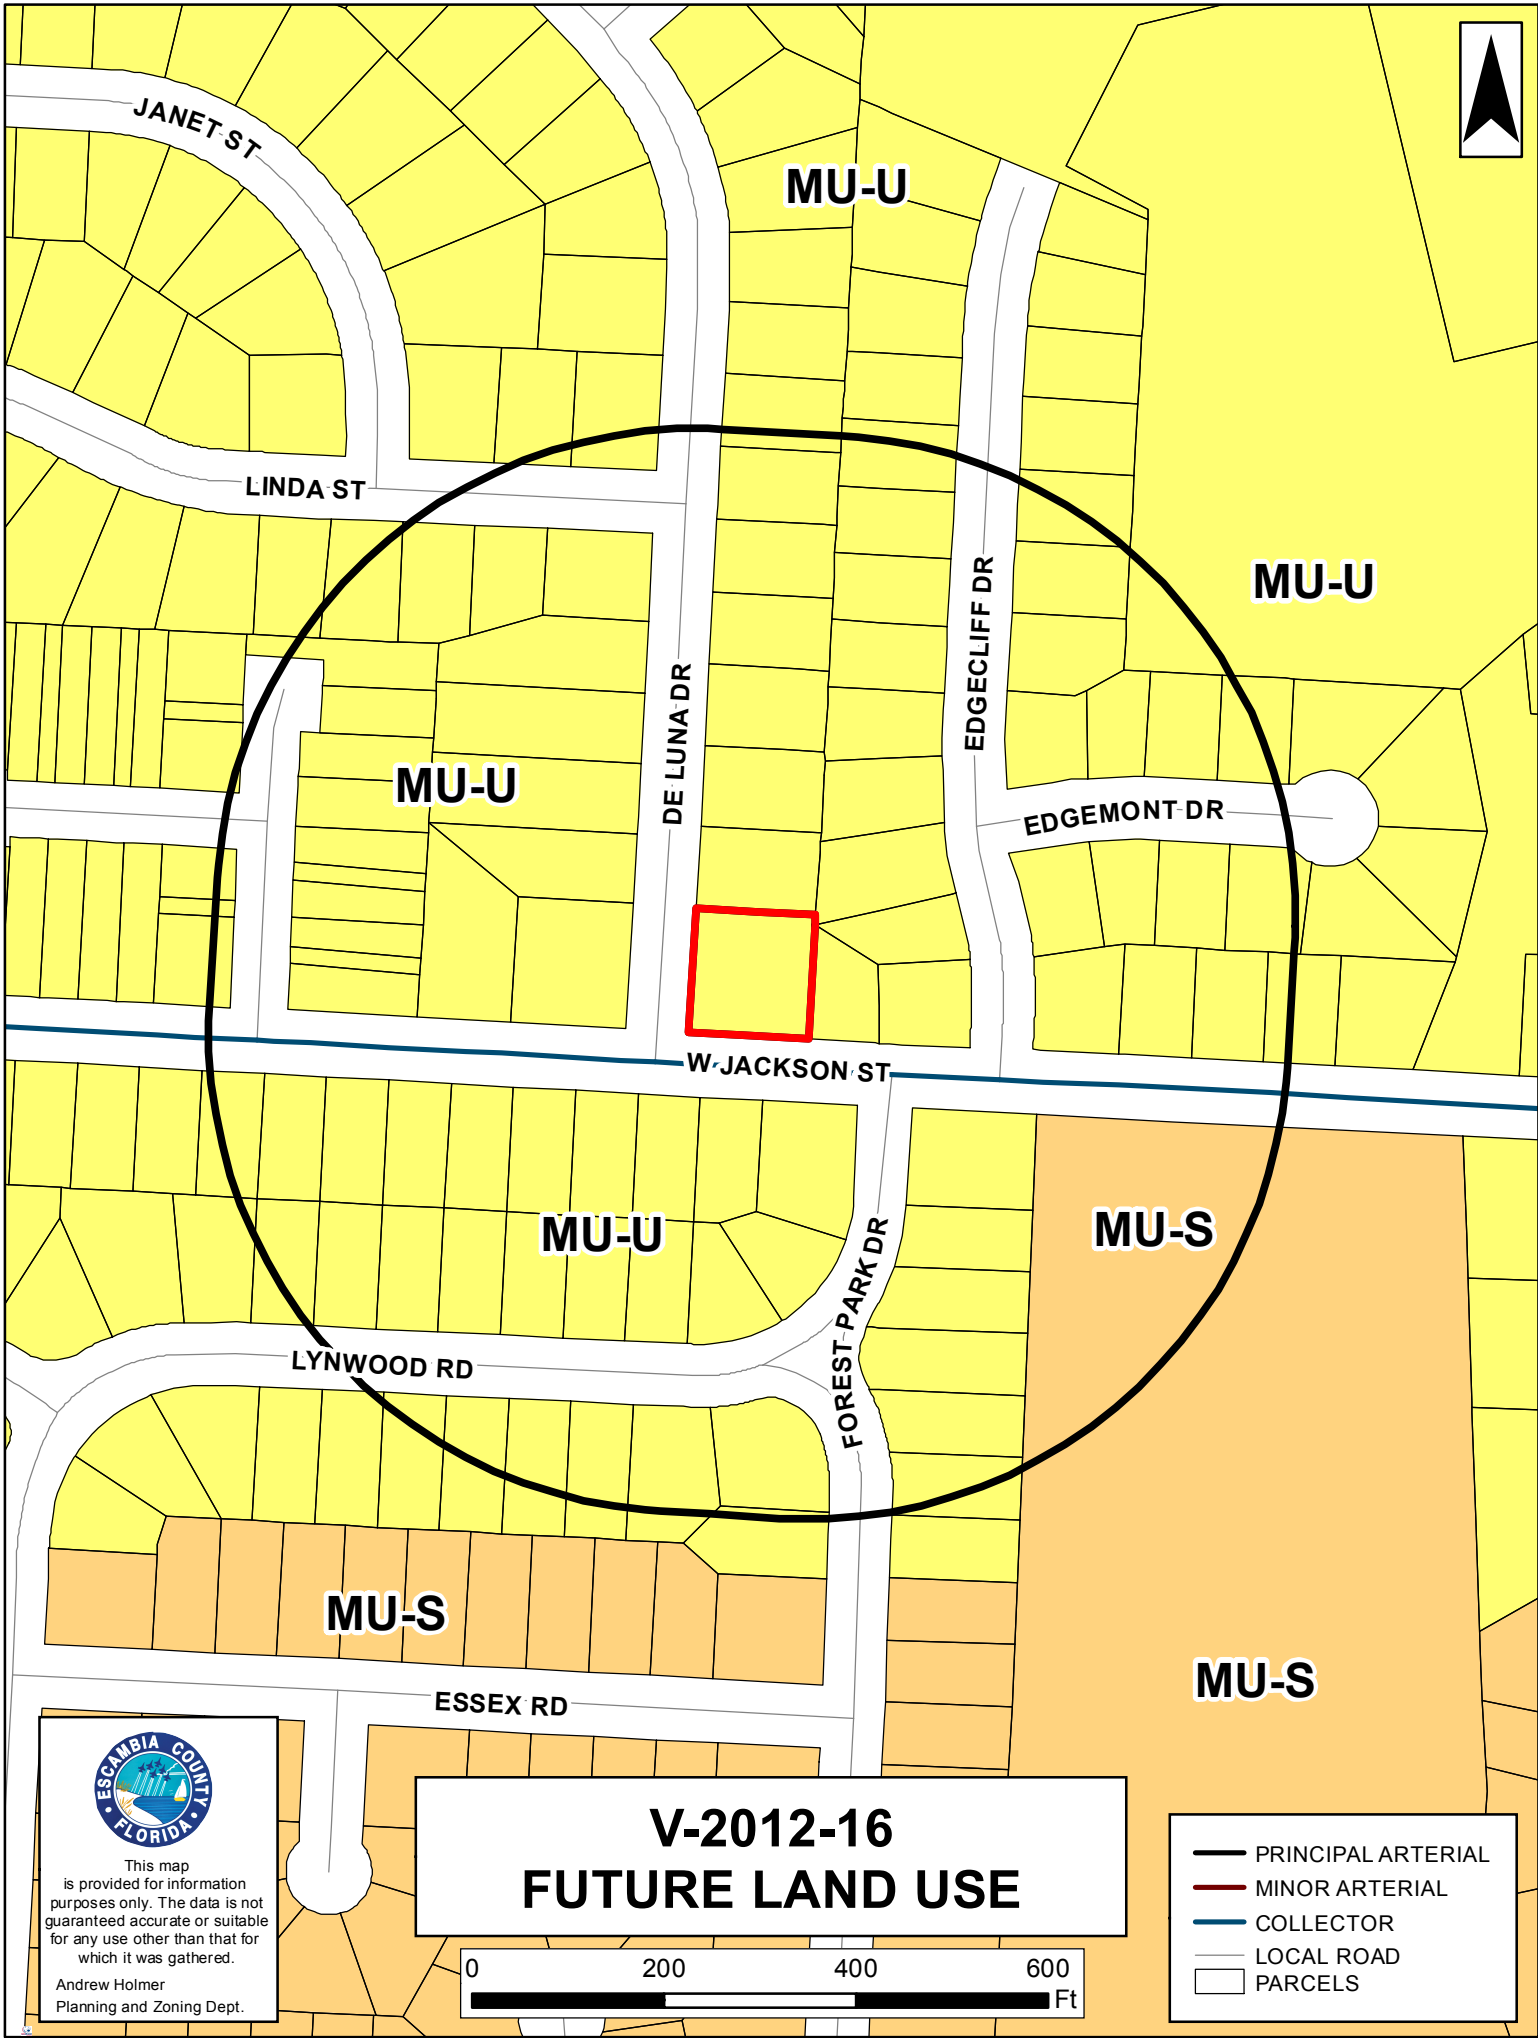 JANET ST
MU-U
LINDA ST
MU-U
EDGECLIFF DR
DE LUNA DR
MU-U
EDGEMONT DR
W JACKSON ST
MU-U
MU-S
FOREST PARK DR
LYNWOOD RD
MU-S
MU-S
ESSEX RD
ESCAMBIA COUNTY
FLORIDA
This map
is provided for information
purposes only. The data is not
guaranteed accurate or suitable
for any use other than that for
which it was gathered.
Andrew Holmer
Planning and Zoning Dept.
V-2012-16
FUTURE LAND USE
0 200 400 600
Ft
PRINCIPAL ARTERIAL
MINOR ARTERIAL
COLLECTOR
LOCAL ROAD
PARCELS